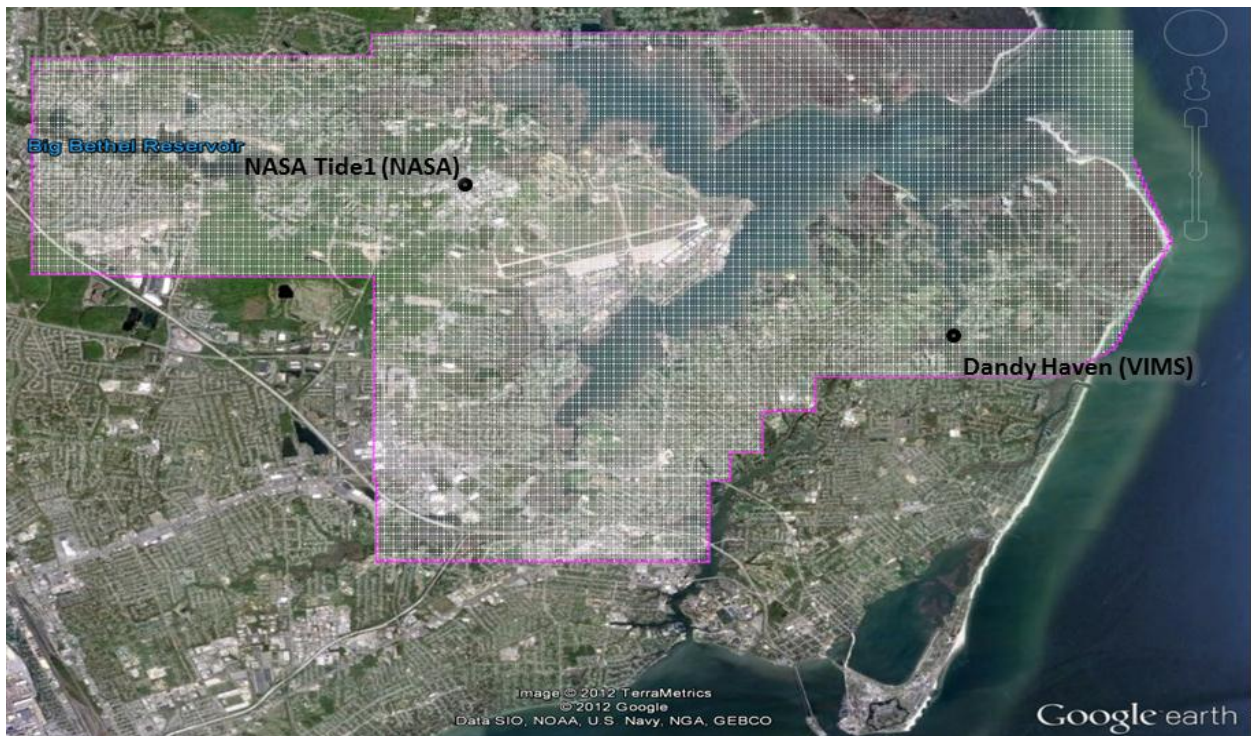 Big Bethel Reservoir
NASA Tide1 (NASA)
Dandy Haven (VIMS)
Image © 2012 TerraMetrics
© 2012 Google
Data SIO, NOAA, U.S. Navy, NGA, GEBCO
Google earth